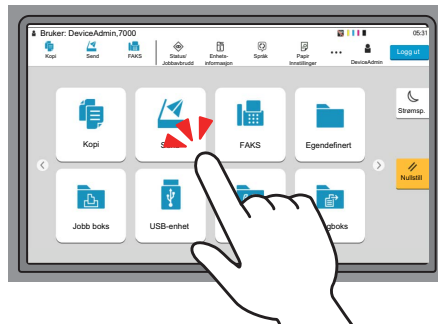 Bruker: DeviceAdmin,7000 05:31
Kopi Send FAKS Status/ Jobbavbrudd Enhets- informasjon Språk Papir Innstillinger DeviceAdmin Logg ut
Strømsp.
Kopi FAKS Egendefinert
Nullstill
Jobb boks USB-enhet